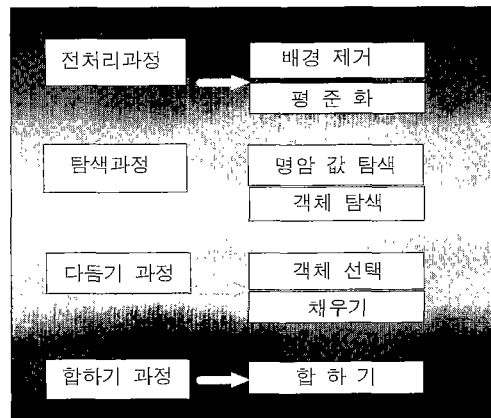 전처리과정
배경 제거
평 준 화
탐색과정
명암 값 탐색
객체 탐색
다듬기 과정
객체 선택
채우기
합하기 과정
합 하 기